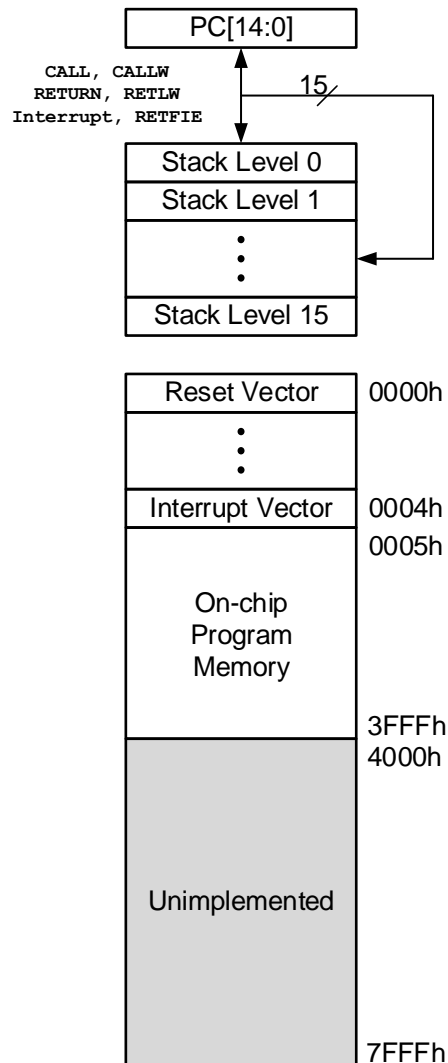 PC[14:0]
CALL, CALLW
RETURN, RETLW
Interrupt, RETFIE
15
Stack Level 0
Stack Level 1
Stack Level 15
Reset Vector
0000h
Interrupt Vector
0004h
0005h
On-chip
Program
Memory
3FFFh
4000h
Unimplemented
7FFFh